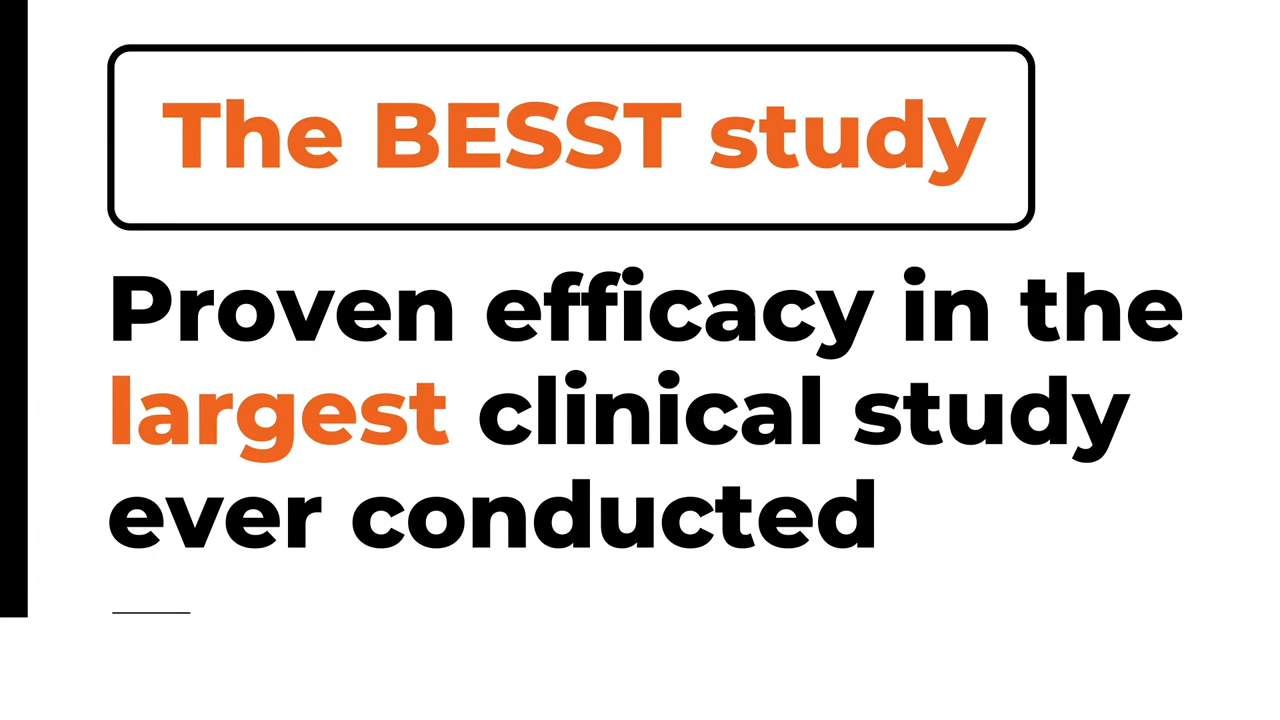 The BESST study
Proven efficacy in the
largest clinical study
ever conducted